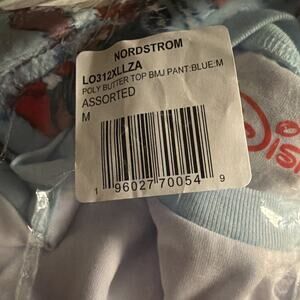 NORDSTROM
LO312XLLZA
POLY BUTTER TOP BMJ PANT:BLUE:M
ASSORTED
M
1 96027 70054 9